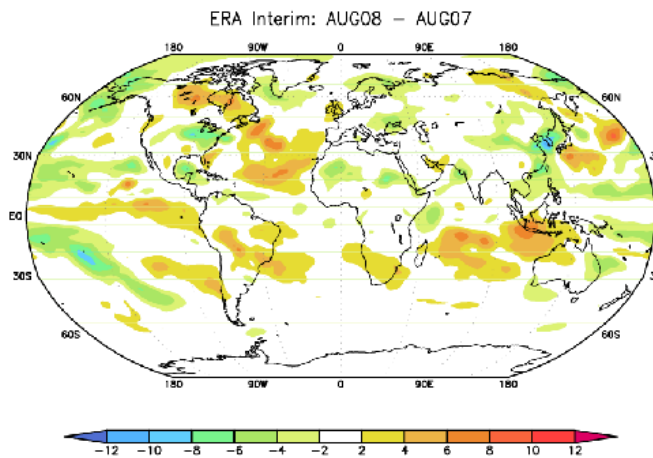 ERA Interim: AUG08 − AUG07
180 90W 0 90E 180
60N 60N
30N 30N
EQ EQ
30S 30S
60S 60S
180 90W 0 90E 180
−12 −10 −8 −6 −4 −2 2 4 6 8 10 12